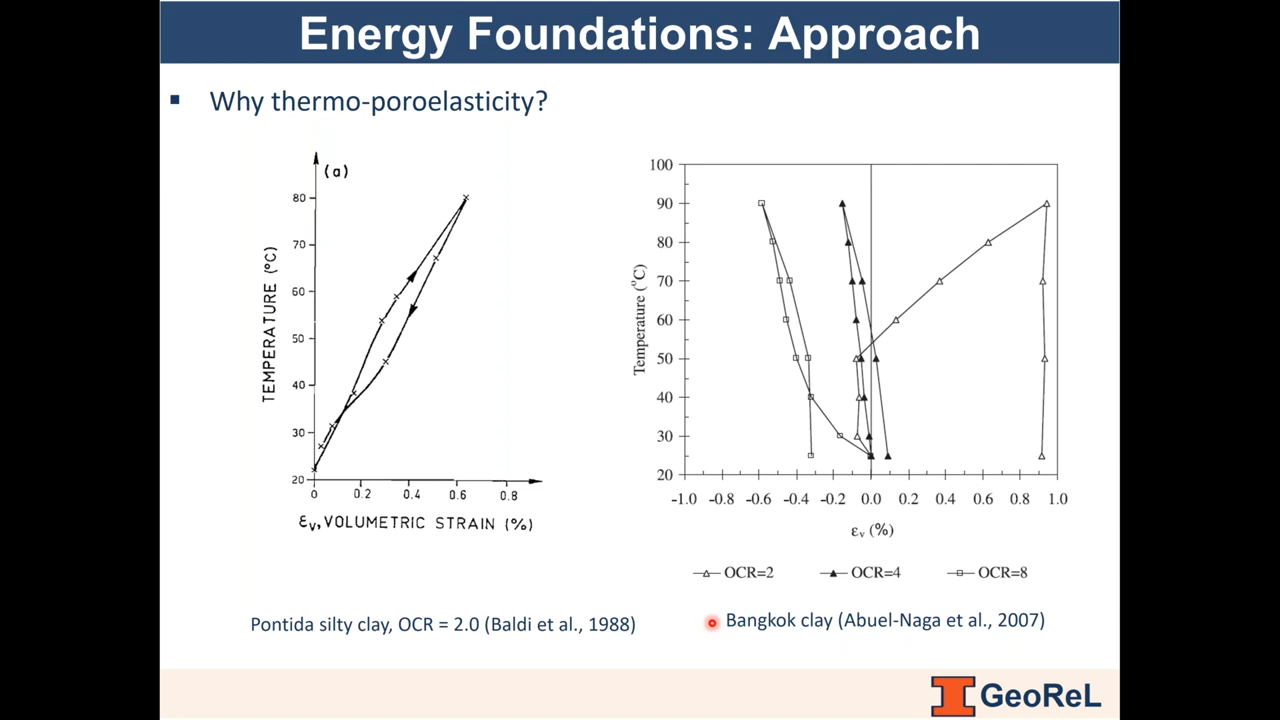 Energy Foundations: Approach
▪ Why thermo-poroelasticity?
(a)
TEMPERATURE (°C)
80
70
60
50
40
30
20
0 0.2 0.4 0.6 0.8
εv, VOLUMETRIC STRAIN (%)
Temperature (°C)
100
90
80
70
60
50
40
30
20
-1.0 -0.8 -0.6 -0.4 -0.2 0.0 0.2 0.4 0.6 0.8 1.0
εv (%)
OCR=2 OCR=4 OCR=8
Pontida silty clay, OCR = 2.0 (Baldi et al., 1988)
Bangkok clay (Abuel-Naga et al., 2007)
I GeoReL